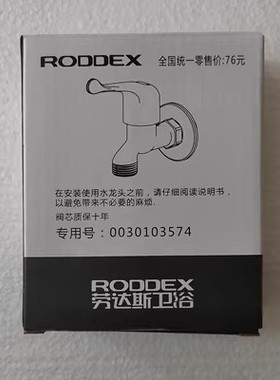 RODDEX 全国统一零售价:76元
在安装使用水龙头之前，请仔细阅读说明书，
以避免带来不必要的麻烦.
阀芯质保十年
专用号：0030103574
RODDEX
劳达斯卫浴